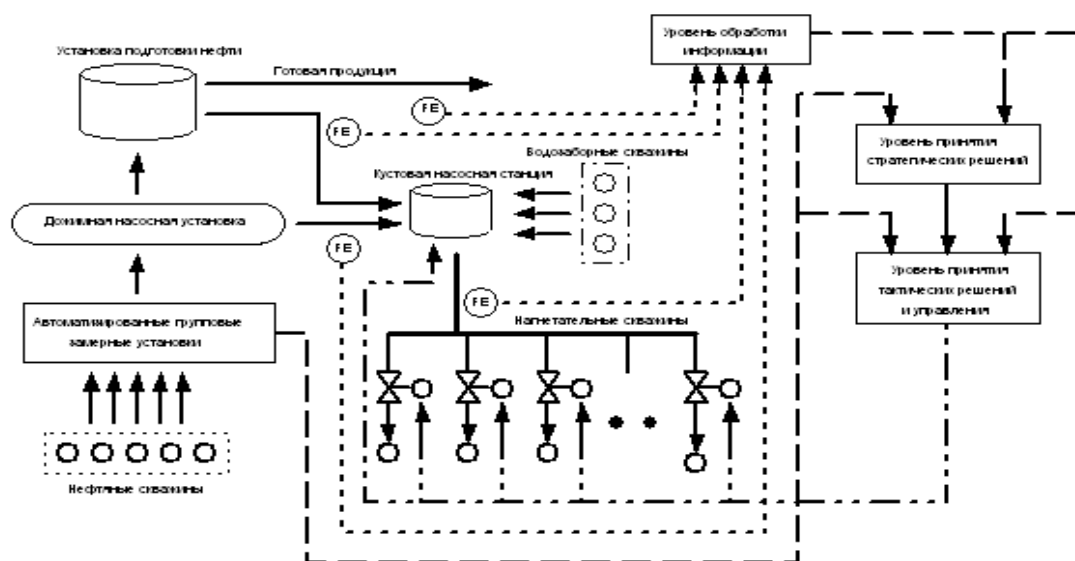 Установка подготовки нефти
Готовая продукция
Уровень обработки
информации
FE
FE
Водозаборные скважины
Кустовая насосная станция
Уровень принятия
стратегических решений
Дожимная насосная установка
FE
Уровень принятия
тактических решений
и управления
FE
Нагнетательные скважины
Автоматизированные групповые
замерные установки
Нефтяные скважины